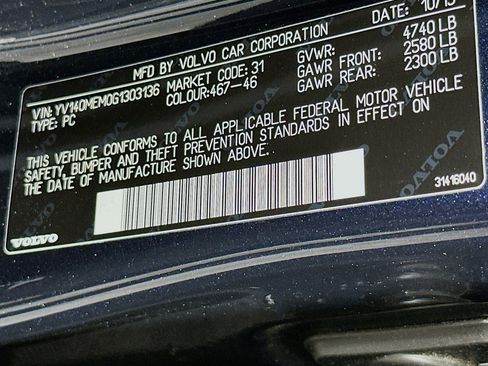 MFD BY VOLVO CAR CORPORATION DATE: 10/15
VIN: YV140MEM0G1303136 MARKET CODE: 31 GVWR: 4740 LB
TYPE: PC COLOUR:467-46 GAWR FRONT: 2580 LB
GAWR REAR: 2300 LB
THIS VEHICLE CONFORMS TO ALL APPLICABLE FEDERAL MOTOR VEHICLE
SAFETY, BUMPER AND THEFT PREVENTION STANDARDS IN EFFECT ON
THE DATE OF MANUFACTURE SHOWN ABOVE.
31416040
VOLVO